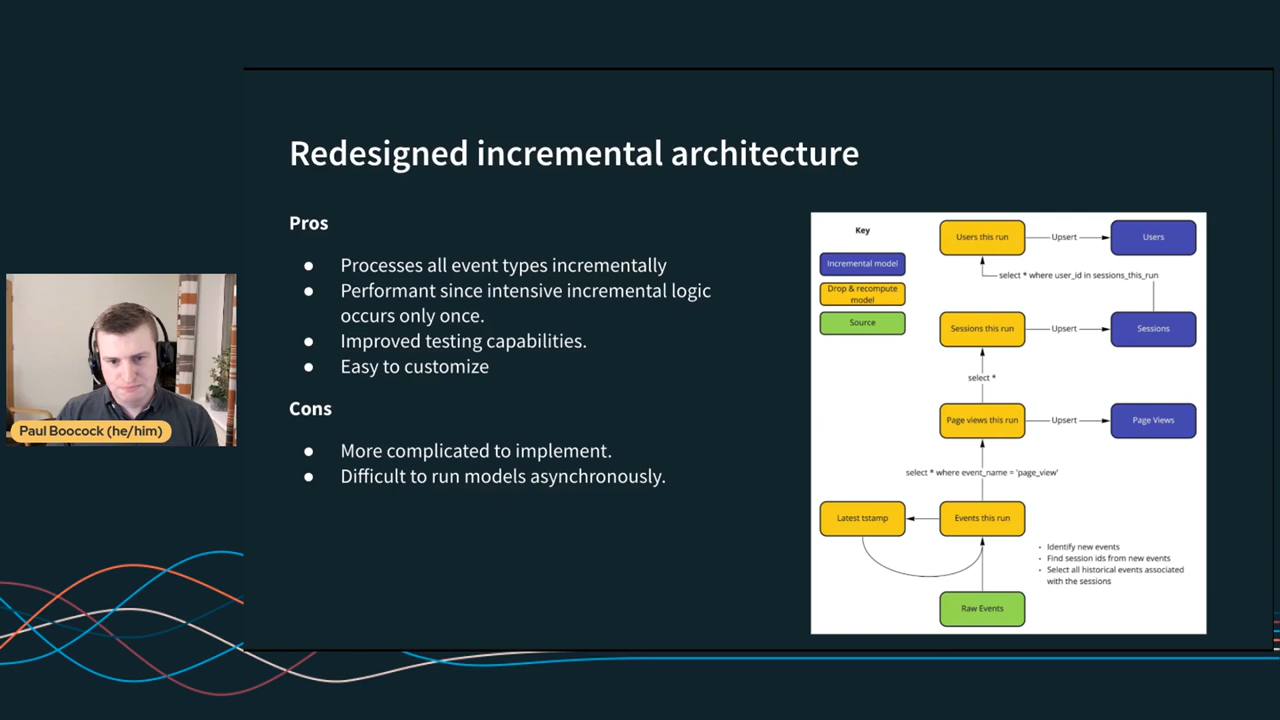 Redesigned incremental architecture
Pros
● Processes all event types incrementally
● Performant since intensive incremental logic
occurs only once.
● Improved testing capabilities.
● Easy to customize
Cons
● More complicated to implement.
● Difficult to run models asynchronously.
Paul Boocock (he/him)
Key
Incremental model
Drop & recompute
model
Source
Users this run
Upsert
Users
select * where user_id in sessions_this_run
Sessions this run
Upsert
Sessions
select *
Page views this run
Upsert
Page Views
select * where event_name = 'page_view'
Latest tstamp
Events this run
• Identify new events
• Find session ids from new events
• Select all historical events associated
with the sessions
Raw Events